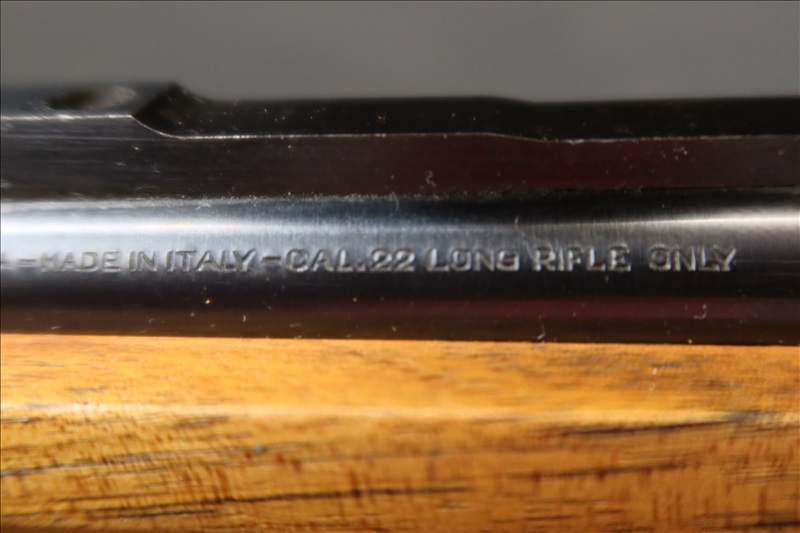 A -MADE IN ITALY -CAL.22 LONG RIFLE ONLY